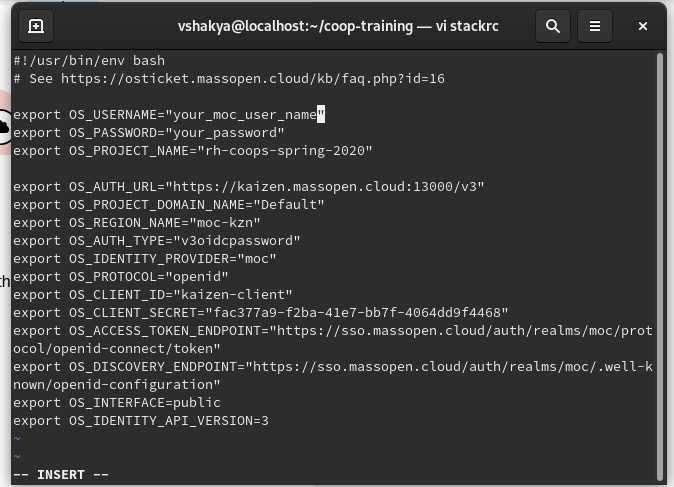 vshakya@localhost:~/coop-training — vi stackrc
#!/usr/bin/env bash
# See https://osticket.massopen.cloud/kb/faq.php?id=16
export OS_USERNAME="your_moc_user_name"
export OS_PASSWORD="your_password"
export OS_PROJECT_NAME="rh-coops-spring-2020"
export OS_AUTH_URL="https://kaizen.massopen.cloud:13000/v3"
export OS_PROJECT_DOMAIN_NAME="Default"
export OS_REGION_NAME="moc-kzn"
export OS_AUTH_TYPE="v3oidcpassword"
export OS_IDENTITY_PROVIDER="moc"
export OS_PROTOCOL="openid"
export OS_CLIENT_ID="kaizen-client"
export OS_CLIENT_SECRET="fac377a9-f2ba-41e7-bb7f-4064dd9f4468"
export OS_ACCESS_TOKEN_ENDPOINT="https://sso.massopen.cloud/auth/realms/moc/prot
ocol/openid-connect/token"
export OS_DISCOVERY_ENDPOINT="https://sso.massopen.cloud/auth/realms/moc/.well-k
nown/openid-configuration"
export OS_INTERFACE=public
export OS_IDENTITY_API_VERSION=3
~
~
-- INSERT --